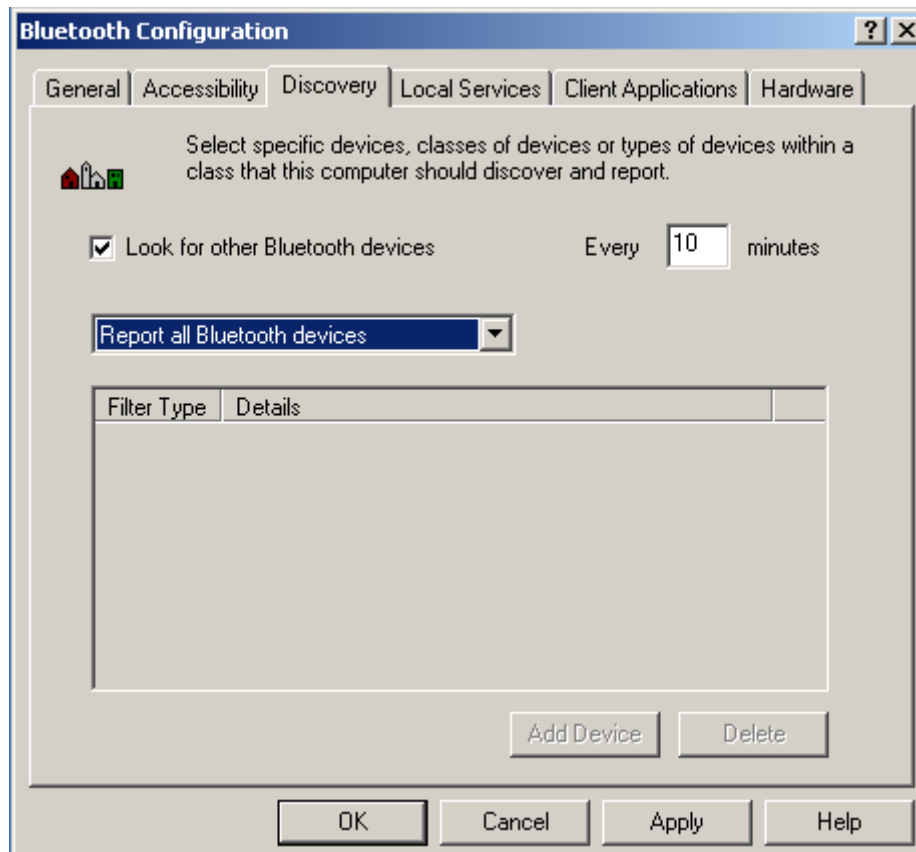 Bluetooth Configuration
General Accessibility Discovery Local Services Client Applications Hardware
Select specific devices, classes of devices or types of devices within a
class that this computer should discover and report.
Look for other Bluetooth devices Every 10 minutes
Report all Bluetooth devices
Filter Type Details
Add Device Delete
OK Cancel Apply Help